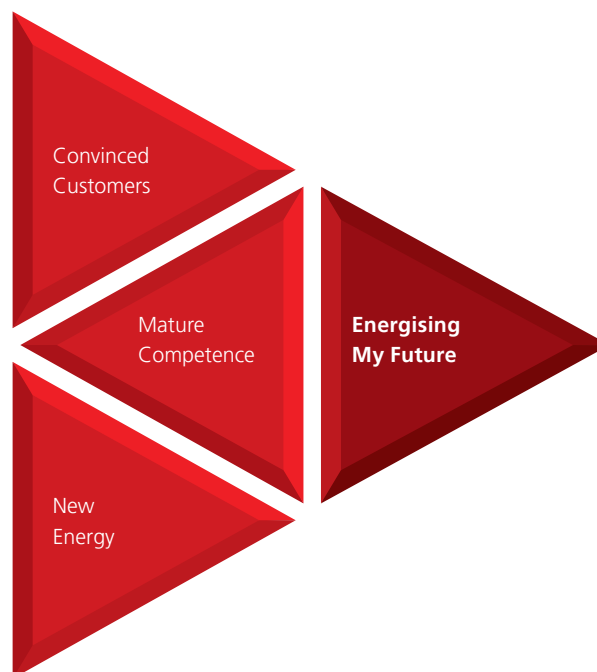 Convinced
Customers
Mature
Competence
Energising
My Future
New
Energy